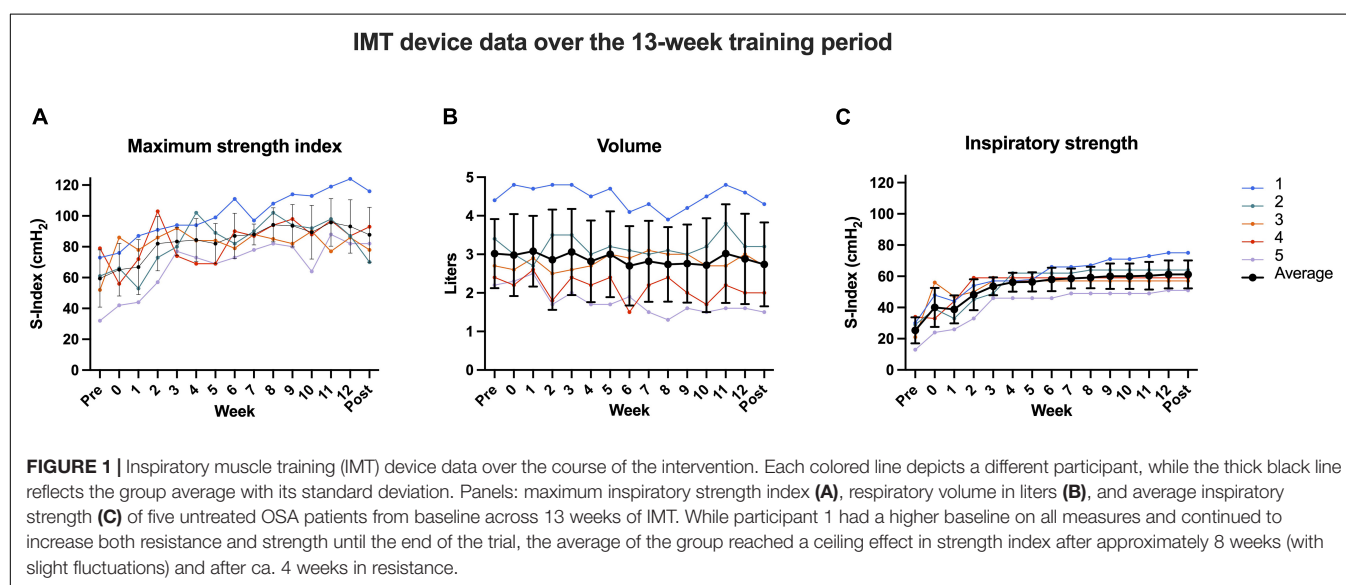 IMT device data over the 13-week training period
A
Maximum strength index
S-Index (cmH2)
120
100
80
60
40
20
0
Pre 0 1 2 3 4 5 6 7 8 9 10 11 12 Post
Week
B
Volume
Liters
5
4
3
2
1
0
Pre 0 1 2 3 4 5 6 7 8 9 10 11 12 Post
Week
C
Inspiratory strength
S-Index (cmH2)
120
100
80
60
40
20
0
Pre 0 1 2 3 4 5 6 7 8 9 10 11 12 Post
Week
1
2
3
4
5
Average
FIGURE 1 | Inspiratory muscle training (IMT) device data over the course of the intervention. Each colored line depicts a different participant, while the thick black line
reflects the group average with its standard deviation. Panels: maximum inspiratory strength index (A), respiratory volume in liters (B), and average inspiratory
strength (C) of five untreated OSA patients from baseline across 13 weeks of IMT. While participant 1 had a higher baseline on all measures and continued to
increase both resistance and strength until the end of the trial, the average of the group reached a ceiling effect in strength index after approximately 8 weeks (with
slight fluctuations) and after ca. 4 weeks in resistance.